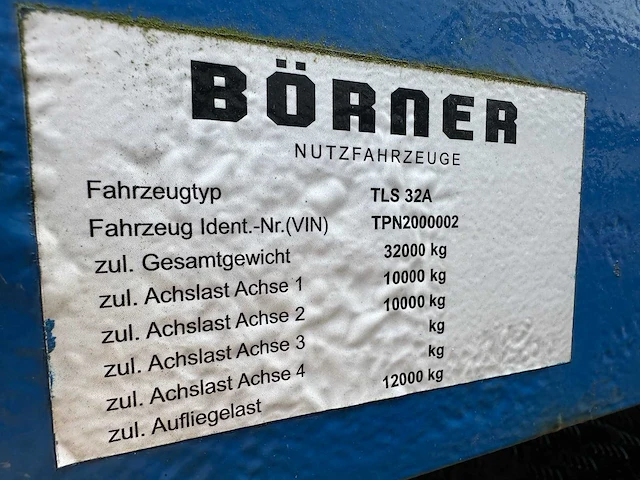 BÖRNER
NUTZFAHRZEUGE
Fahrzeugtyp TLS 32A
Fahrzeug Ident.-Nr.(VIN) TPN2000002
zul. Gesamtgewicht 32000 kg
zul. Achslast Achse 1 10000 kg
zul. Achslast Achse 2 10000 kg
zul. Achslast Achse 3 kg
zul. Achslast Achse 4 kg
zul. Aufliegelast 12000 kg